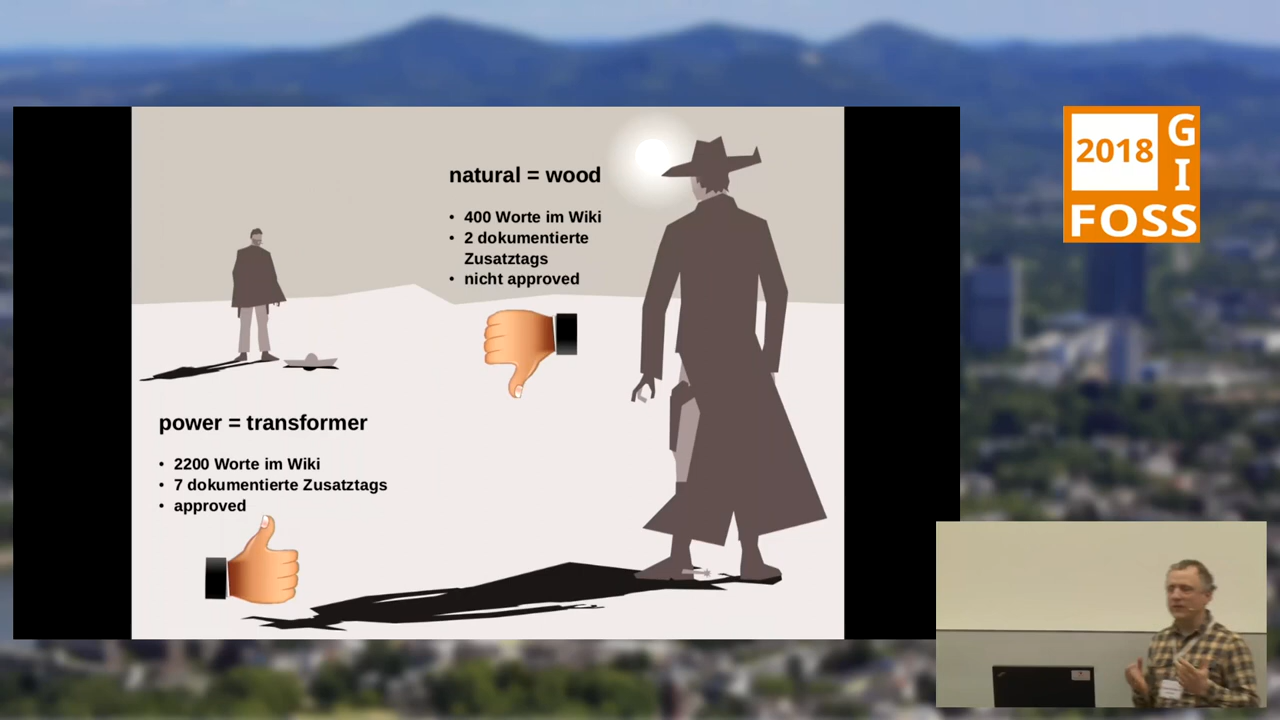 natural = wood
• 400 Worte im Wiki
• 2 dokumentierte
Zusatztags
• nicht approved
power = transformer
• 2200 Worte im Wiki
• 7 dokumentierte Zusatztags
• approved
2018
G
I
FOSS